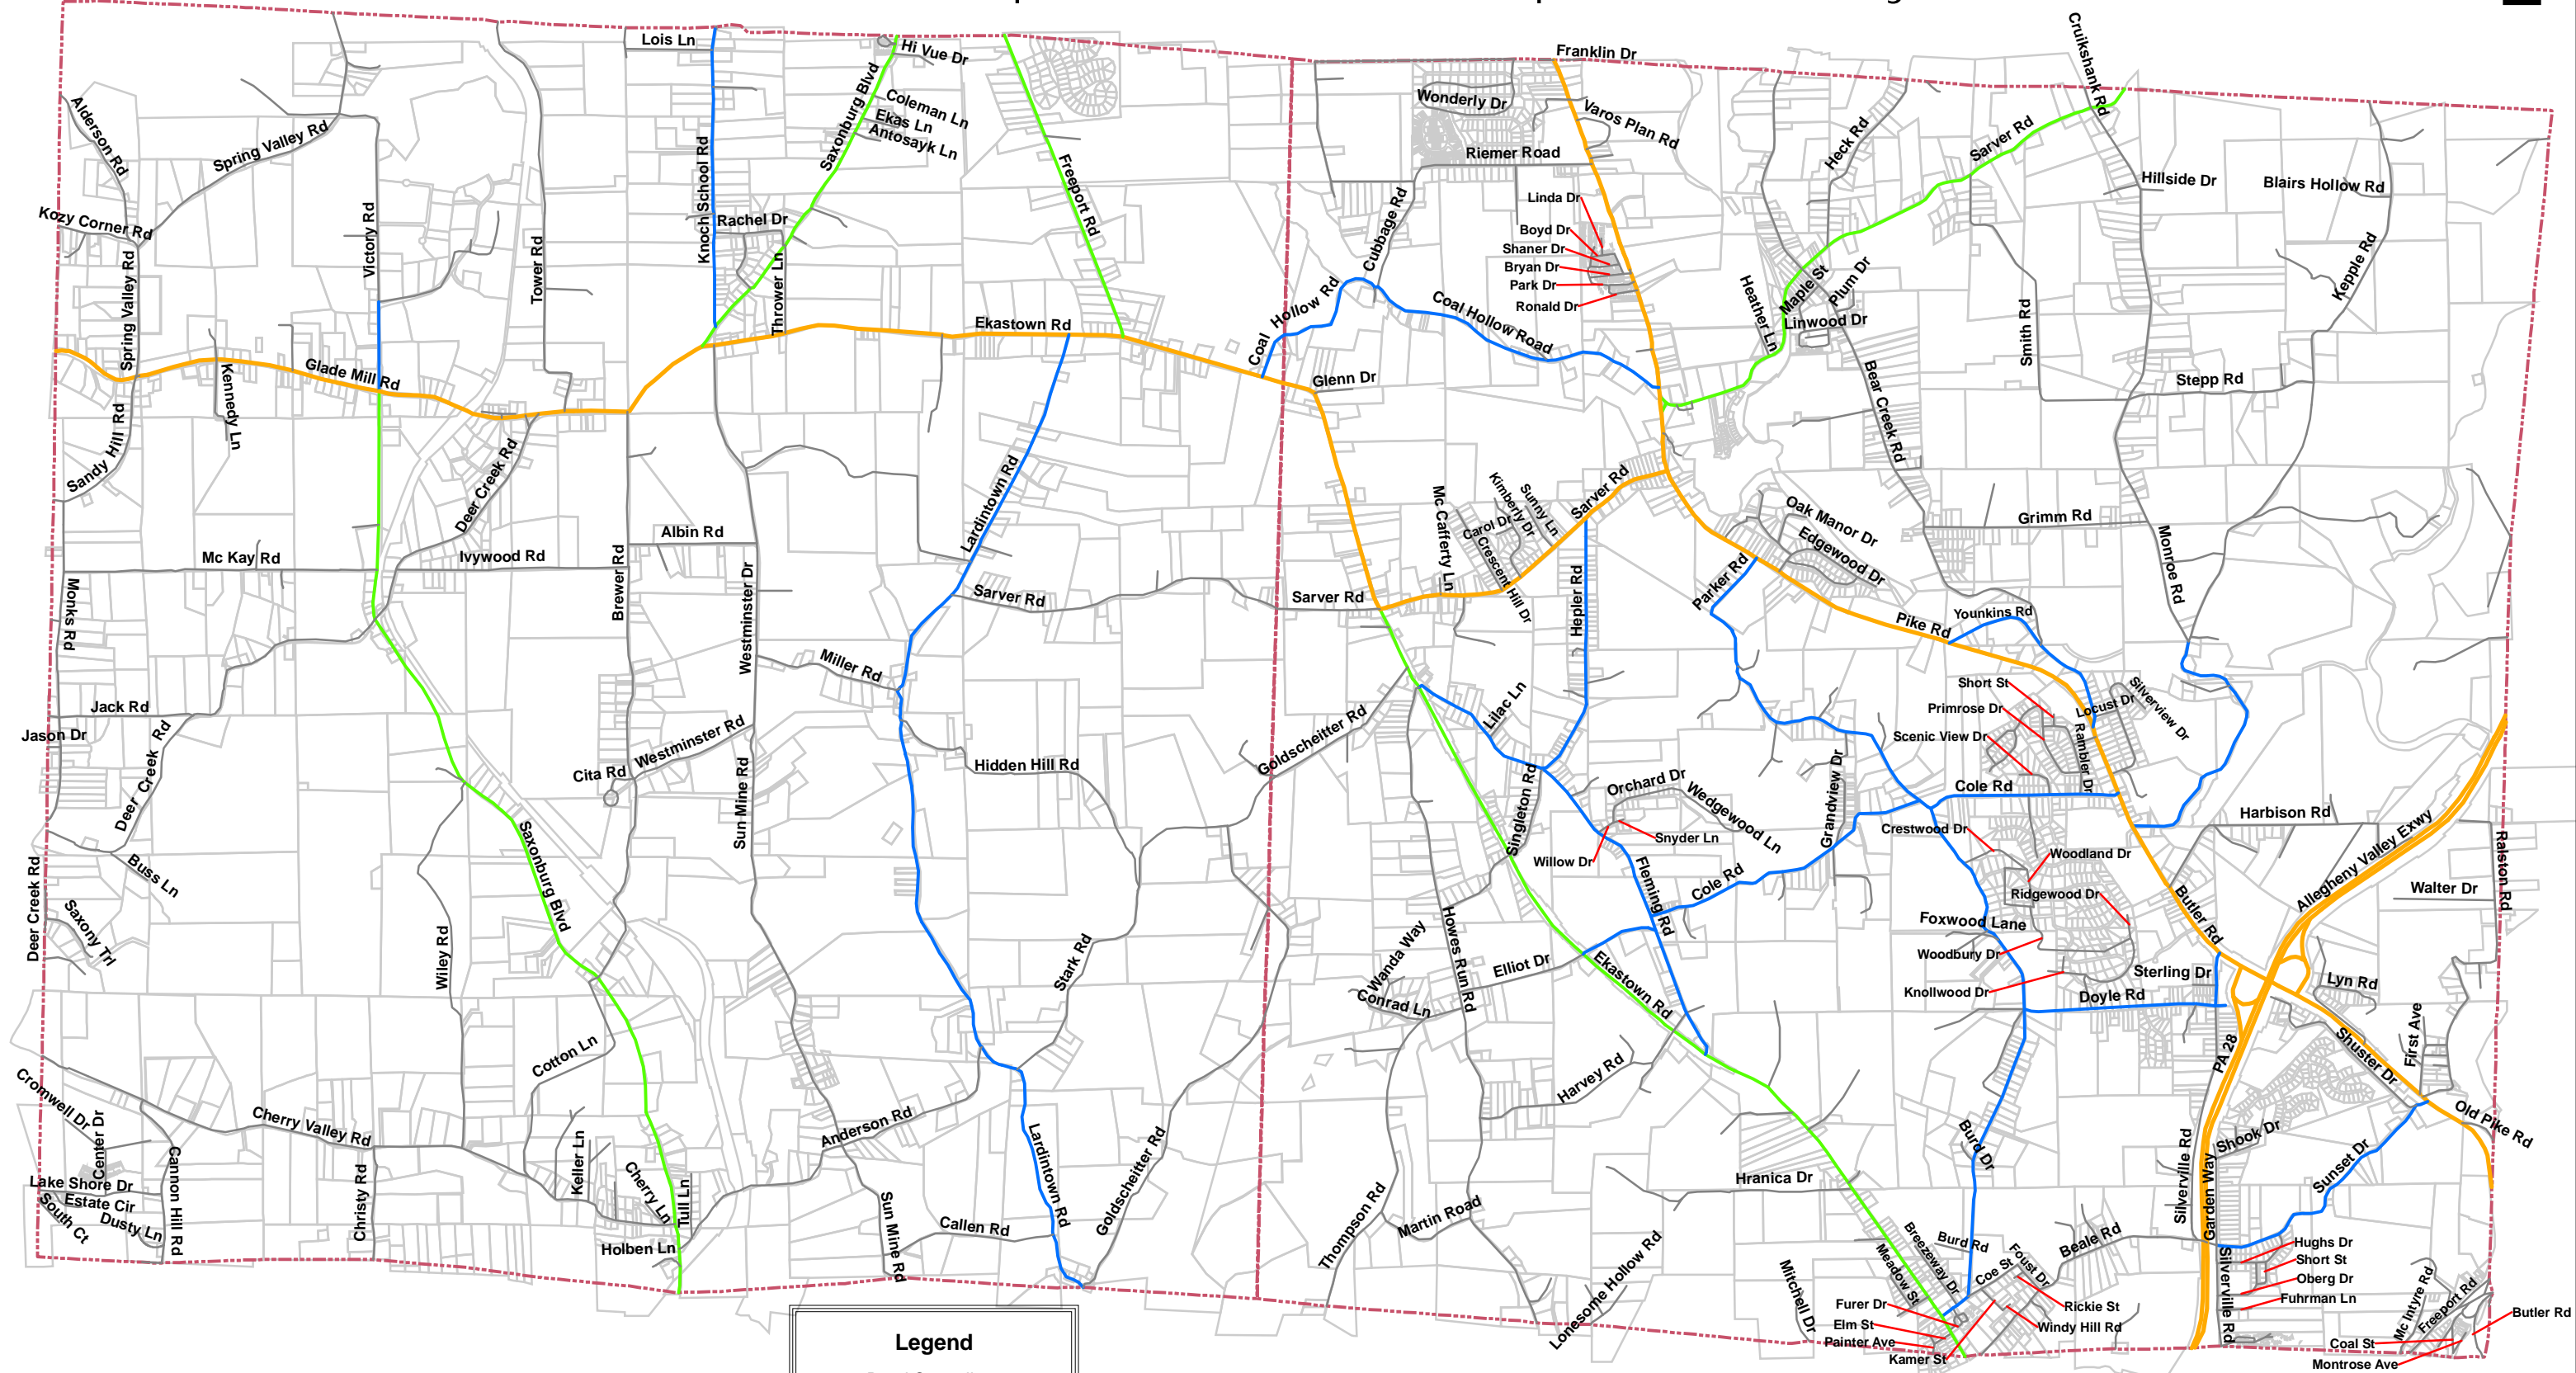 Lois Ln
Hi Vue Dr
Franklin Dr
Cruikshank Rd
Alderson Rd
Spring Valley Rd
Knoch School Rd
Saxonburg Blvd
Coleman Ln
Ekas Ln
Antosayk Ln
Freeport Rd
Wonderly Dr
Varos Plan Rd
Riemer Road
Heck Rd
Sarver Rd
Hillside Dr
Blairs Hollow Rd
Kozy Corner Rd
Victory Rd
Tower Rd
Rachel Dr
Thrower Ln
Cubbage Rd
Linda Dr
Boyd Dr
Shaner Dr
Bryan Dr
Park Dr
Ronald Dr
Heather Ln
Maple St
Plum Dr
Linwood Dr
Kepple Rd
Spring Valley Rd
Ekastown Rd
Coal Hollow Rd
Coal Hollow Road
Smith Rd
Glade Mill Rd
Kennedy Ln
Glenn Dr
Bear Creek Rd
Stepp Rd
Sandy Hill Rd
Deer Creek Rd
Lardintown Rd
Mc Cafferty Ln
Carol Dr
Kimberly Dr
Sunny Ln
Crescent Hill Dr
Sarver Rd
Oak Manor Dr
Edgewood Dr
Grimm Rd
Monroe Rd
Mc Kay Rd
Ivywood Rd
Albin Rd
Brewer Rd
Westminster Dr
Monks Rd
Sarver Rd
Sarver Rd
Hepler Rd
Parker Rd
Pike Rd
Younkins Rd
Miller Rd
Jack Rd
Jason Dr
Deer Creek Rd
Cita Rd
Westminster Rd
Sun Mine Rd
Hidden Hill Rd
Goldscheitter Rd
Lilac Ln
Singleton Rd
Orchard Dr
Wedgewood Ln
Snyder Ln
Willow Dr
Grandview Dr
Short St
Primrose Dr
Scenic View Dr
Locust Dr
Silverview Dr
Rambler Dr
Cole Rd
Harbison Rd
Crestwood Dr
Woodland Dr
Ridgewood Dr
Allegheny Valley Exwy
Ralston Rd
Walter Dr
Buss Ln
Deer Creek Rd
Saxony Trl
Saxonburg Blvd
Wiley Rd
Stark Rd
Wanda Way
Howes Run Rd
Fleming Rd
Cole Rd
Foxwood Lane
Butler Rd
Woodbury Dr
Knollwood Dr
Sterling Dr
Doyle Rd
Lyn Rd
Conrad Ln
Elliot Dr
Ekastown Rd
PA 28
Shuster Dr
First Ave
Old Pike Rd
Cotton Ln
Harvey Rd
Cromwell Dr
Center Dr
Cherry Valley Rd
Anderson Rd
Lardintown Rd
Goldscheitter Rd
Burd Dr
Shook Dr
Sunset Dr
Lake Shore Dr
Estate Cir
South Ct
Dusty Ln
Cannon Hill Rd
Christy Rd
Keller Ln
Cherry Ln
Tini Ln
Holben Ln
Sun Mine Rd
Callen Rd
Thompson Rd
Martin Road
Lonesome Hollow Rd
Hranica Dr
Mitchell Dr
Meadow St
Breezeway Dr
Burd Rd
Coe St
Foust Dr
Beale Rd
Silverville Rd
Garden Way
Silverville Rd
Hughs Dr
Short St
Oberg Dr
Fuhrman Ln
Furer Dr
Elm St
Painter Ave
Kamer St
Rickie St
Windy Hill Rd
Mc Intyre Rd
Freeport Rd
Butler Rd
Coal St
Montrose Ave
Legend